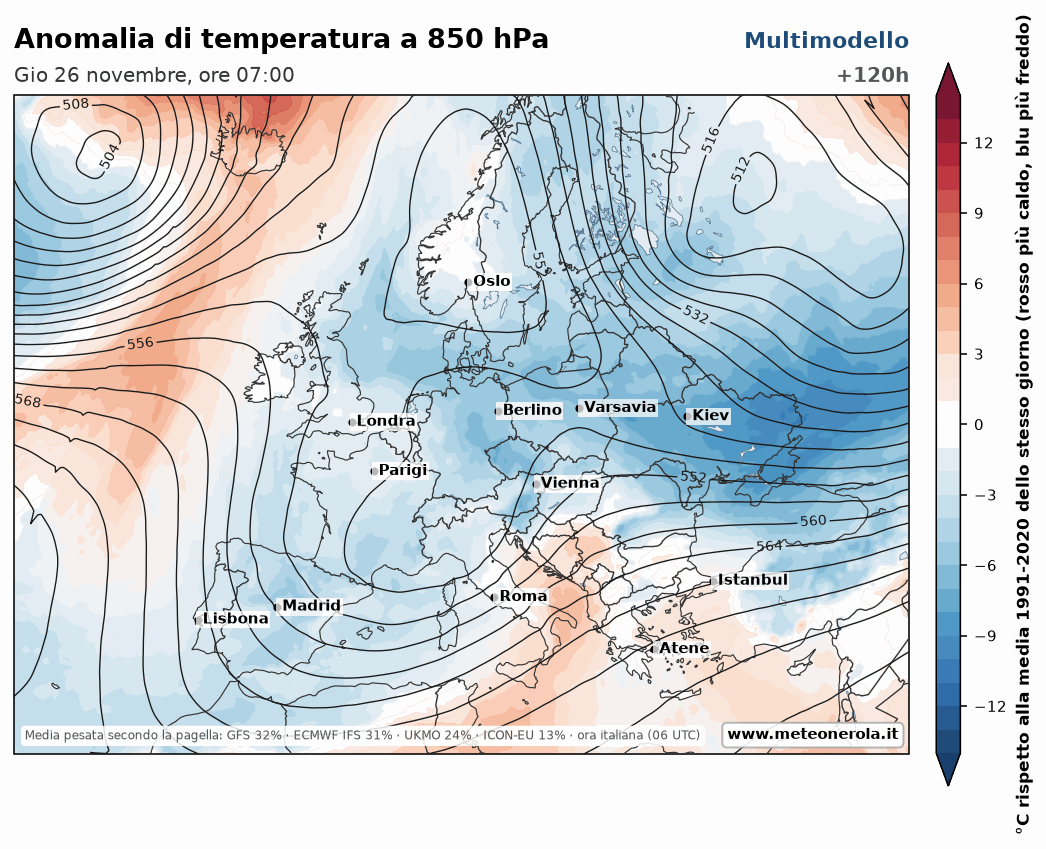 Anomalia di temperatura a 850 hPa
Multimodello
Gio 26 novembre, ore 07:00
+120h
508
504
516
512
Oslo
532
556
568
Londra
Berlino
Varsavia
Kiev
Parigi
Vienna
552
560
564
Lisbona
Madrid
Roma
Istanbul
Atene
Media pesata secondo la pagella: GFS 32% · ECMWF IFS 31% · UKMO 24% · ICON-EU 13% · ora italiana (06 UTC)
www.meteonerola.it
12
9
6
3
0
−3
−6
−9
−12
°C rispetto alla media 1991-2020 dello stesso giorno (rosso più caldo, blu più freddo)